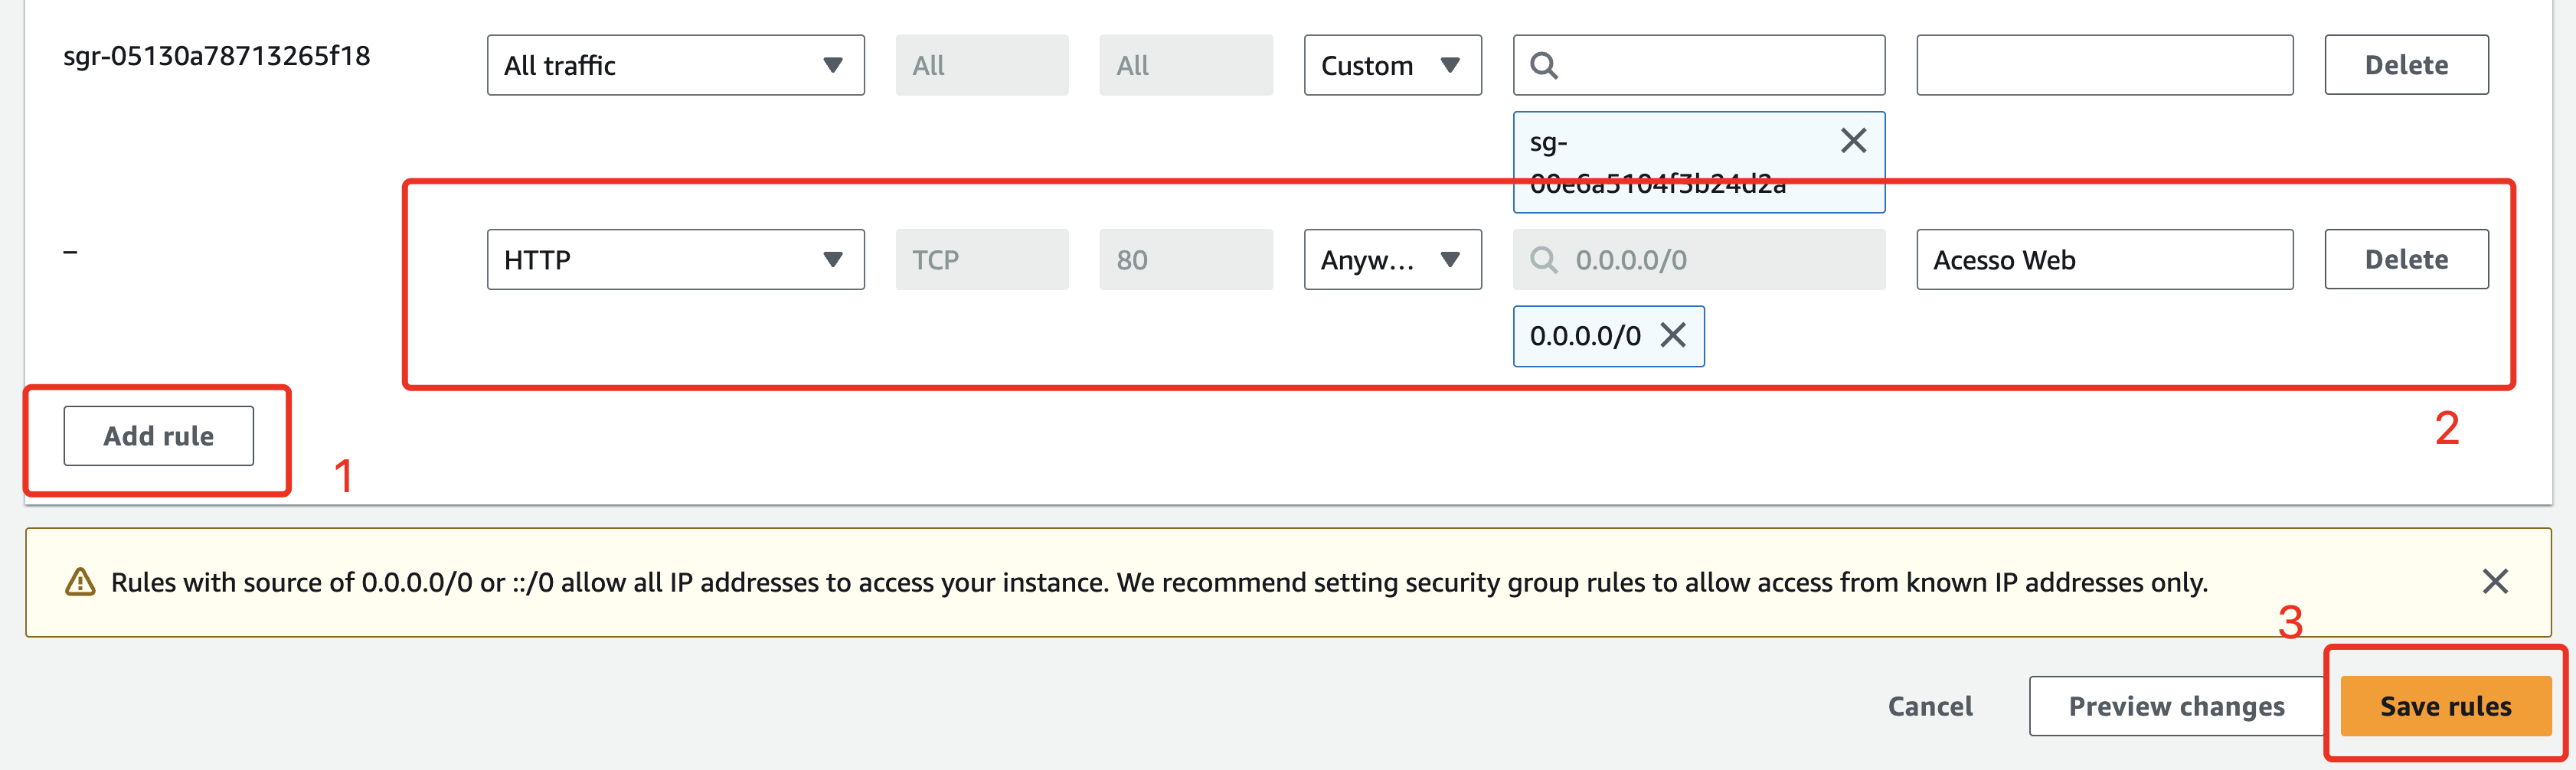 sgr-05130a78713265f18
All traffic
All
All
Custom
Delete
sg-
00e6a5104f3b24d2a
–
HTTP
TCP
80
Anyw...
0.0.0.0/0
Acesso Web
Delete
0.0.0.0/0
Add rule
1
2
Rules with source of 0.0.0.0/0 or ::/0 allow all IP addresses to access your instance. We recommend setting security group rules to allow access from known IP addresses only.
3
Cancel
Preview changes
Save rules